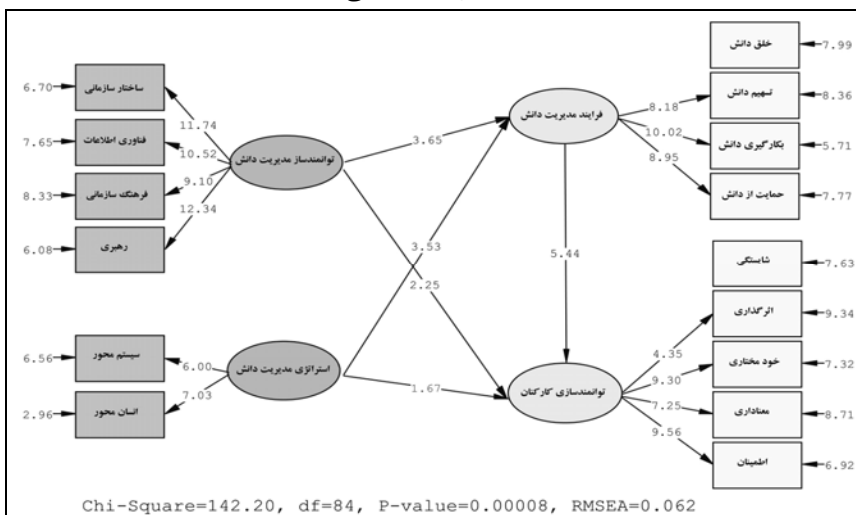 خلق دانش
7.99
ساختار سازمانی
6.70
تسهیم دانش
8.36
8.18
فرایند مدیریت دانش
11.74
فناوری اطلاعات
7.65
10.52
توانمندساز مدیریت دانش
3.65
10.02
بکارگیری دانش
5.71
فرهنگ سازمانی
8.33
9.10
8.95
حمایت از دانش
7.77
12.34
رهبری
6.08
3.53
2.25
5.44
شایستگی
7.63
اثرگذاری
9.34
سیستم محور
6.56
6.00
استراتژی مدیریت دانش
4.35
خود مختاری
7.32
9.30
1.67
توانمندسازی کارکنان
7.03
انسان محور
2.96
7.25
معناداری
8.71
9.56
اطمینان
6.92
Chi-Square=142.20, df=84, P-value=0.00008, RMSEA=0.062